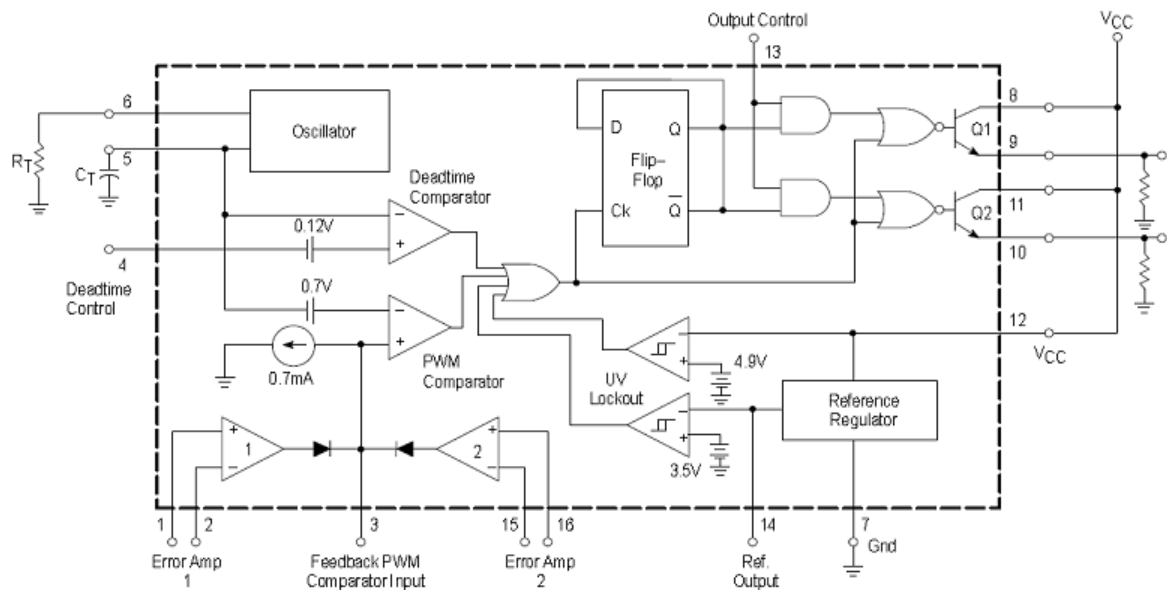 Output Control
VCC
13
6
8
D
Q
Q1
Oscillator
RT
5
9
CT
Flip–
Flop
Deadtime
Comparator
11
Ck
Q
Q2
–
+
0.12V
10
4
Deadtime
Control
0.7V
–
+
12
VCC
0.7mA
PWM
Comparator
–
+
4.9V
UV
Lockout
Reference
Regulator
–
+
3.5V
+
1
–
+
2
–
1
2
3
15
16
14
7
Gnd
Error Amp
1
Feedback PWM
Comparator Input
Error Amp
2
Ref.
Output